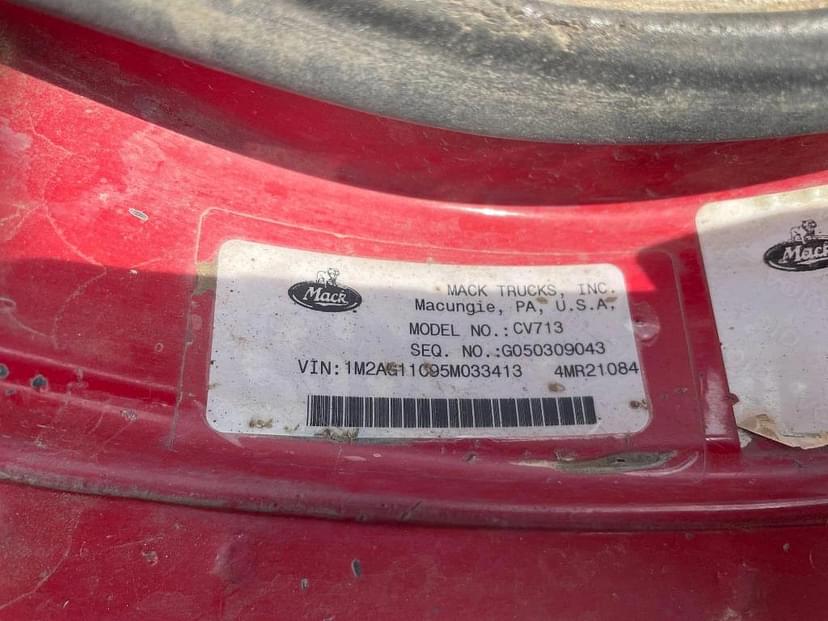 Mack
MACK TRUCKS, INC.
Macungie, PA, U.S.A.
MODEL NO.:CV713
SEQ. NO.:G050309043
VIN:1M2AG11C95M033413 4MR21084
Mack